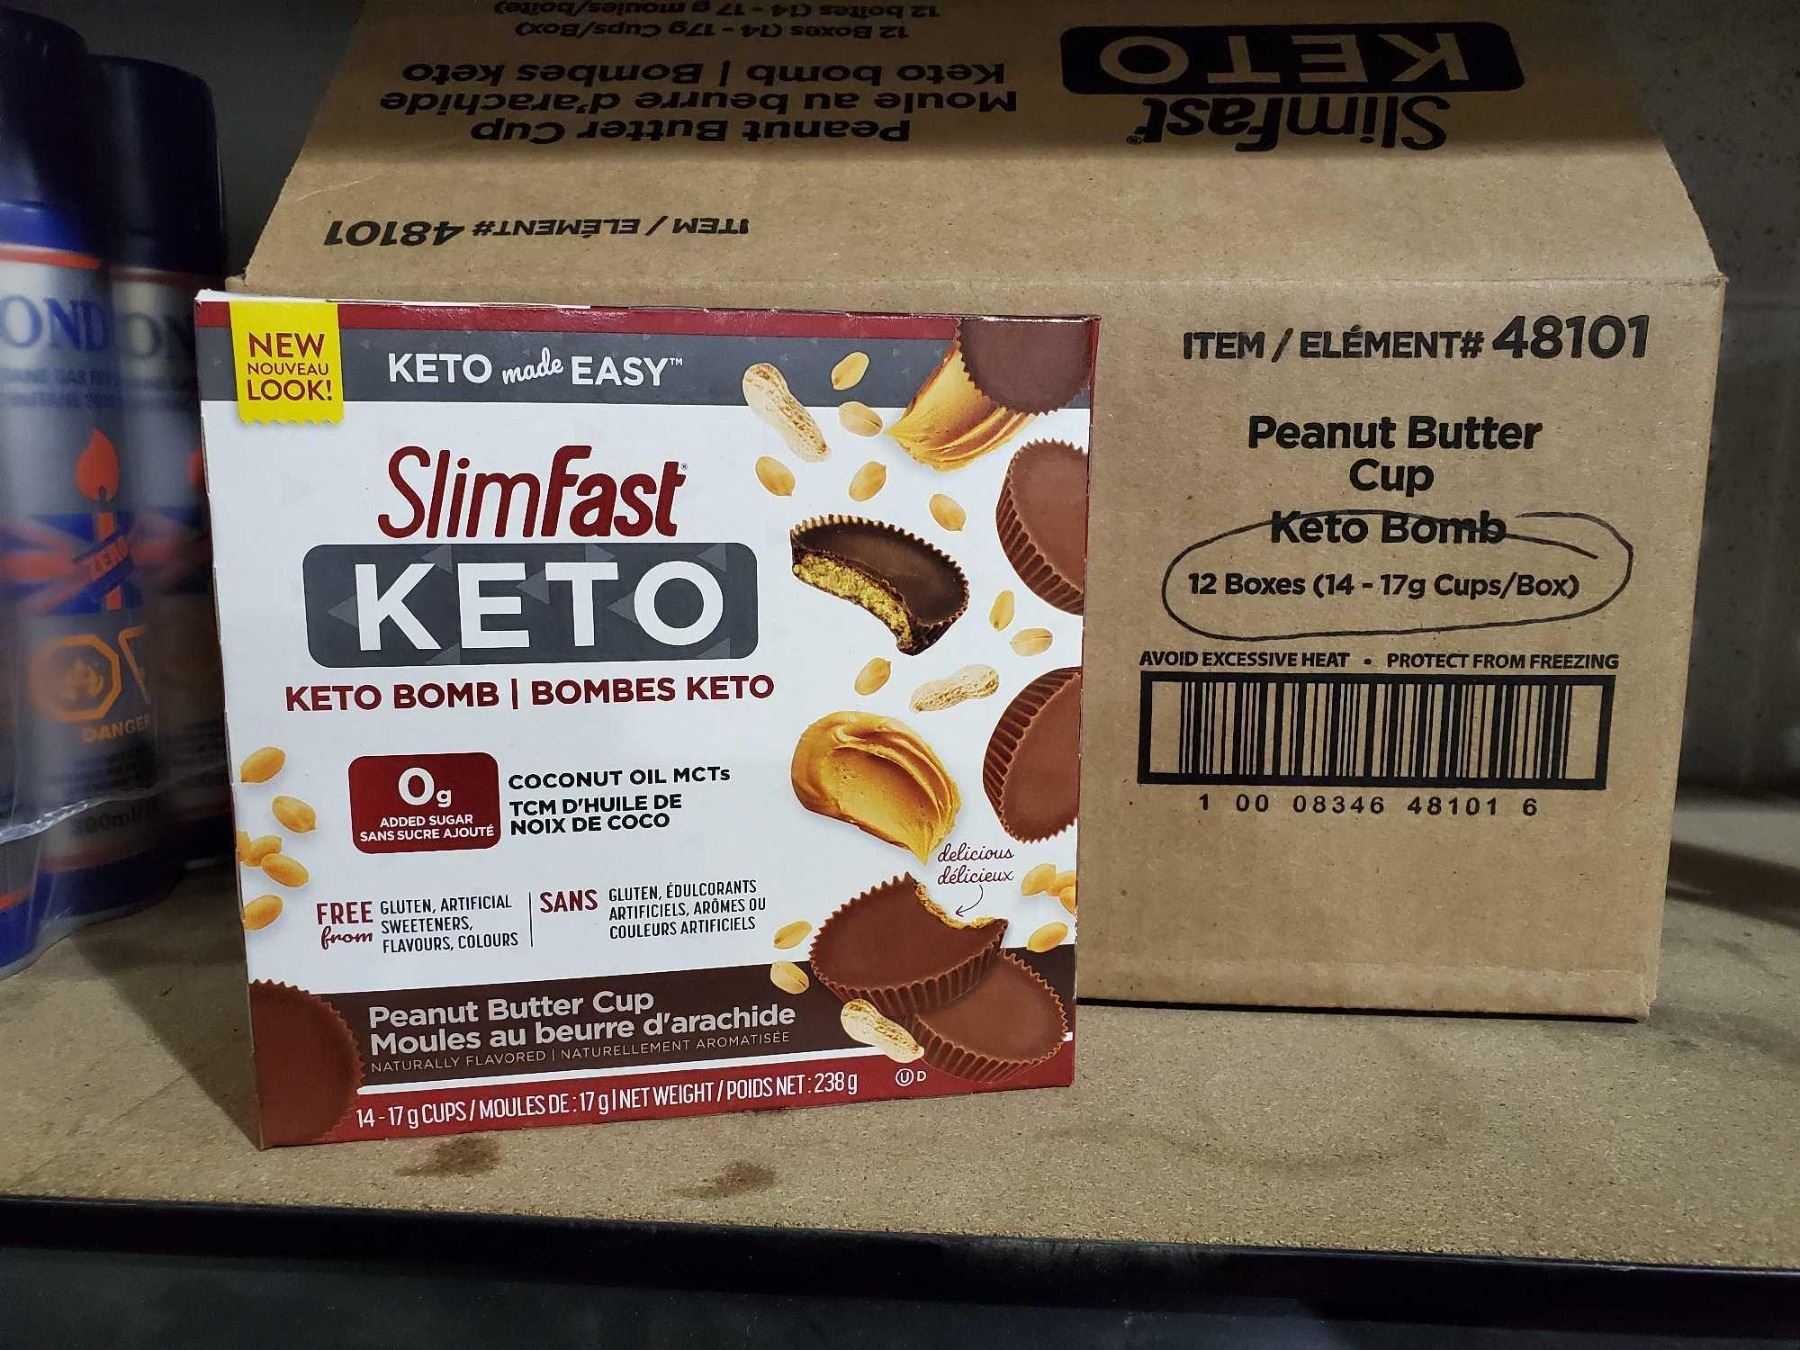 12 boîtes (14 - 17 g moules/boîte)
12 Boxes (14 - 17g Cups/Box)
Keto bomb | Bombes keto
Moule au beurre d'arachide
Peanut Butter Cup
SlimFast®
KETO
ITEM / ELÉMENT# 48101
NEW
NOUVEAU
LOOK!
KETO made EASY™
SlimFast®
KETO
KETO BOMB | BOMBES KETO
0g
ADDED SUGAR
SANS SUCRE AJOUTÉ
COCONUT OIL MCTs
TCM D'HUILE DE
NOIX DE COCO
delicious
délicieux
FREE from GLUTEN, ARTIFICIAL
SWEETENERS,
FLAVOURS, COLOURS
SANS GLUTEN, ÉDULCORANTS
ARTIFICIELS, ARÔMES OU
COULEURS ARTIFICIELS
Peanut Butter Cup
Moules au beurre d'arachide
NATURALLY FLAVORED | NATURELLEMENT AROMATISÉE
14 - 17 g CUPS / MOULES DE : 17 g | NET WEIGHT / POIDS NET : 238 g
U D
ITEM / ELÉMENT# 48101
Peanut Butter
Cup
Keto Bomb
12 Boxes (14 - 17g Cups/Box)
AVOID EXCESSIVE HEAT • PROTECT FROM FREEZING
1 00 08346 48101 6
OND
DANGER
300ml